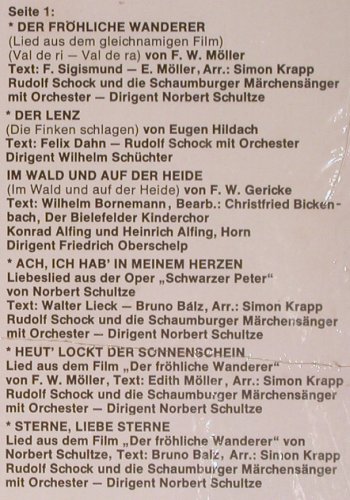 Seite 1:
* DER FRÖHLICHE WANDERER
(Lied aus dem gleichnamigen Film)
(Val de ri — Val de ra) von F. W. Möller
Text: F. Sigismund — E. Möller, Arr.: Simon Krapp
Rudolf Schock und die Schaumburger Märchensänger
mit Orchester — Dirigent Norbert Schultze
* DER LENZ
(Die Finken schlagen) von Eugen Hildach
Text: Felix Dahn — Rudolf Schock mit Orchester
Dirigent Wilhelm Schüchter
IM WALD UND AUF DER HEIDE
(Im Wald und auf der Heide) von F. W. Gericke
Text: Wilhelm Bornemann, Bearb.: Christfried Bicken-
bach, Der Bielefelder Kinderchor
Konrad Alfing und Heinrich Alfing, Horn
Dirigent Friedrich Oberschelp
* ACH, ICH HAB' IN MEINEM HERZEN
Liebeslied aus der Oper „Schwarzer Peter"
von Norbert Schultze
Text: Walter Lieck — Bruno Balz, Arr.: Simon Krapp
Rudolf Schock und die Schaumburger Märchensänger
mit Orchester — Dirigent Norbert Schultze
* HEUT' LOCKT DER SONNENSCHEIN
Lied aus dem Film „Der fröhliche Wanderer"
von F. W. Möller, Text: Edith Möller, Arr.: Simon Krapp
Rudolf Schock und die Schaumburger Märchensänger
mit Orchester — Dirigent Norbert Schultze
* STERNE, LIEBE STERNE
Lied aus dem Film „Der fröhliche Wanderer" von
Norbert Schultze, Text: Bruno Balz, Arr.: Simon Krapp
Rudolf Schock und die Schaumburger Märchensänger
mit Orchester — Dirigent Norbert Schultze